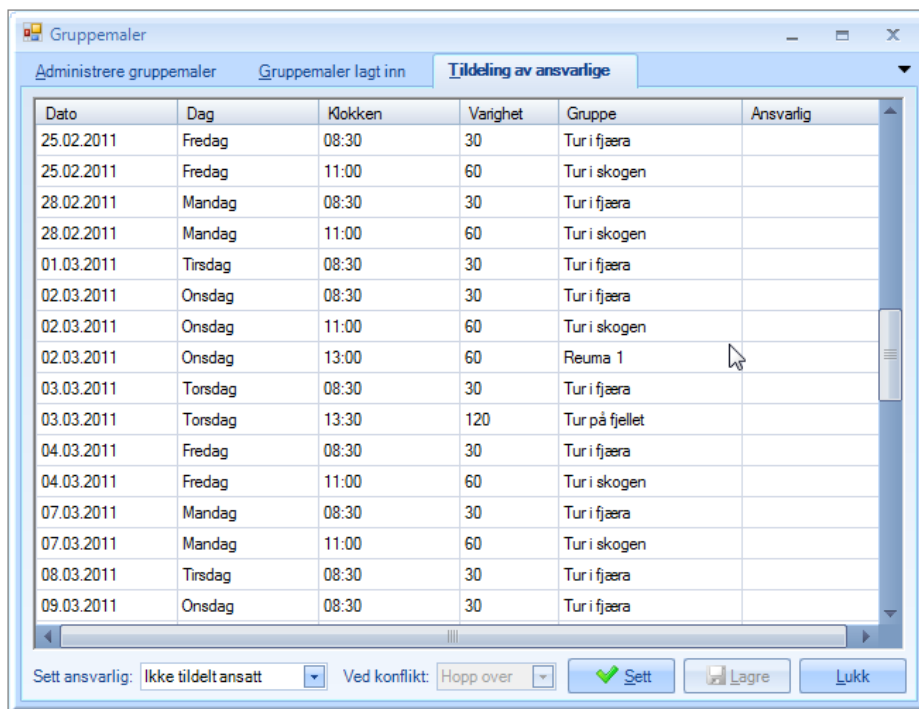 Gruppemaler
Administrere gruppemaler Gruppemaler lagt inn Tildeling av ansvarlige
Dato Dag Klokken Varighet Gruppe Ansvarlig
25.02.2011 Fredag 08:30 30 Tur i fjæra
25.02.2011 Fredag 11:00 60 Tur i skogen
28.02.2011 Mandag 08:30 30 Tur i fjæra
28.02.2011 Mandag 11:00 60 Tur i skogen
01.03.2011 Tirsdag 08:30 30 Tur i fjæra
02.03.2011 Onsdag 08:30 30 Tur i fjæra
02.03.2011 Onsdag 11:00 60 Tur i skogen
02.03.2011 Onsdag 13:00 60 Reuma 1
03.03.2011 Torsdag 08:30 30 Tur i fjæra
03.03.2011 Torsdag 13:30 120 Tur på fjellet
04.03.2011 Fredag 08:30 30 Tur i fjæra
04.03.2011 Fredag 11:00 60 Tur i skogen
07.03.2011 Mandag 08:30 30 Tur i fjæra
07.03.2011 Mandag 11:00 60 Tur i skogen
08.03.2011 Tirsdag 08:30 30 Tur i fjæra
09.03.2011 Onsdag 08:30 30 Tur i fjæra
Sett ansvarlig: Ikke tildelt ansatt Ved konflikt: Hopp over Sett Lagre Lukk